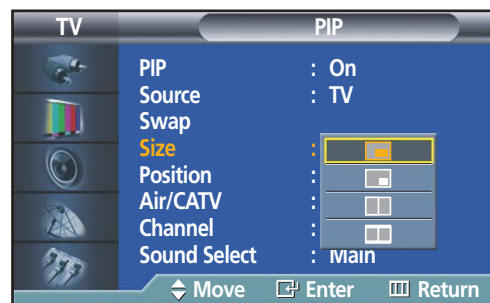 TV PIP
PIP : On
Source : TV
Swap
Size :
Position :
Air/CATV :
Channel :
Sound Select : Main
Move Enter Return